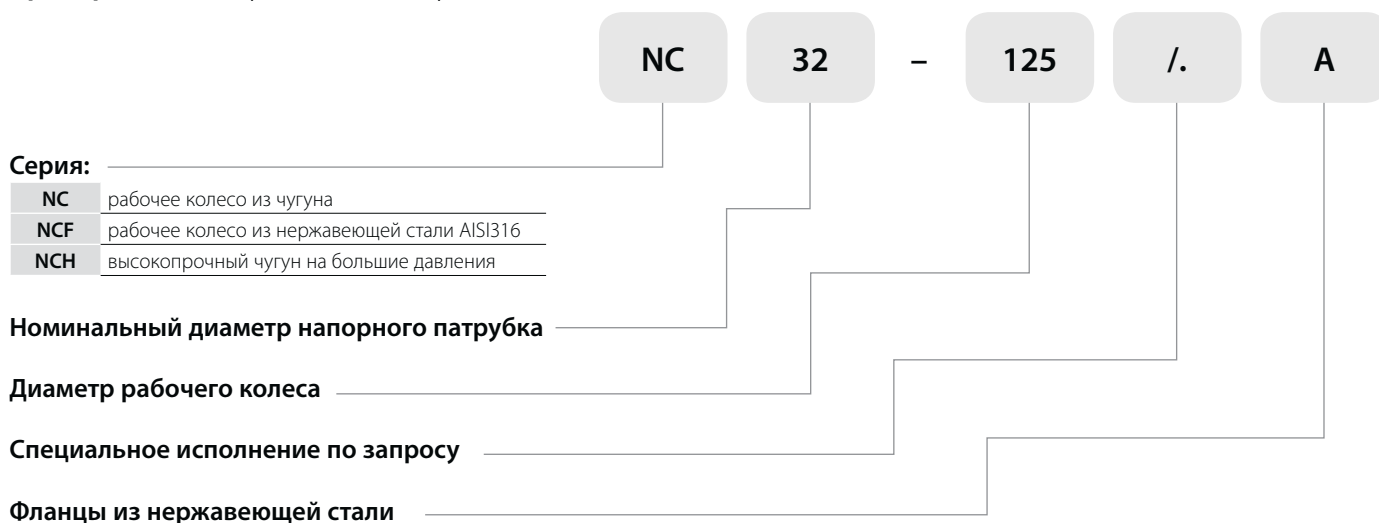 NC 32 – 125 /. A
Серия:
NC рабочее колесо из чугуна
NCF рабочее колесо из нержавеющей стали AISI316
NCH высокопрочный чугун на большие давления
Номинальный диаметр напорного патрубка
Диаметр рабочего колеса
Специальное исполнение по запросу
Фланцы из нержавеющей стали